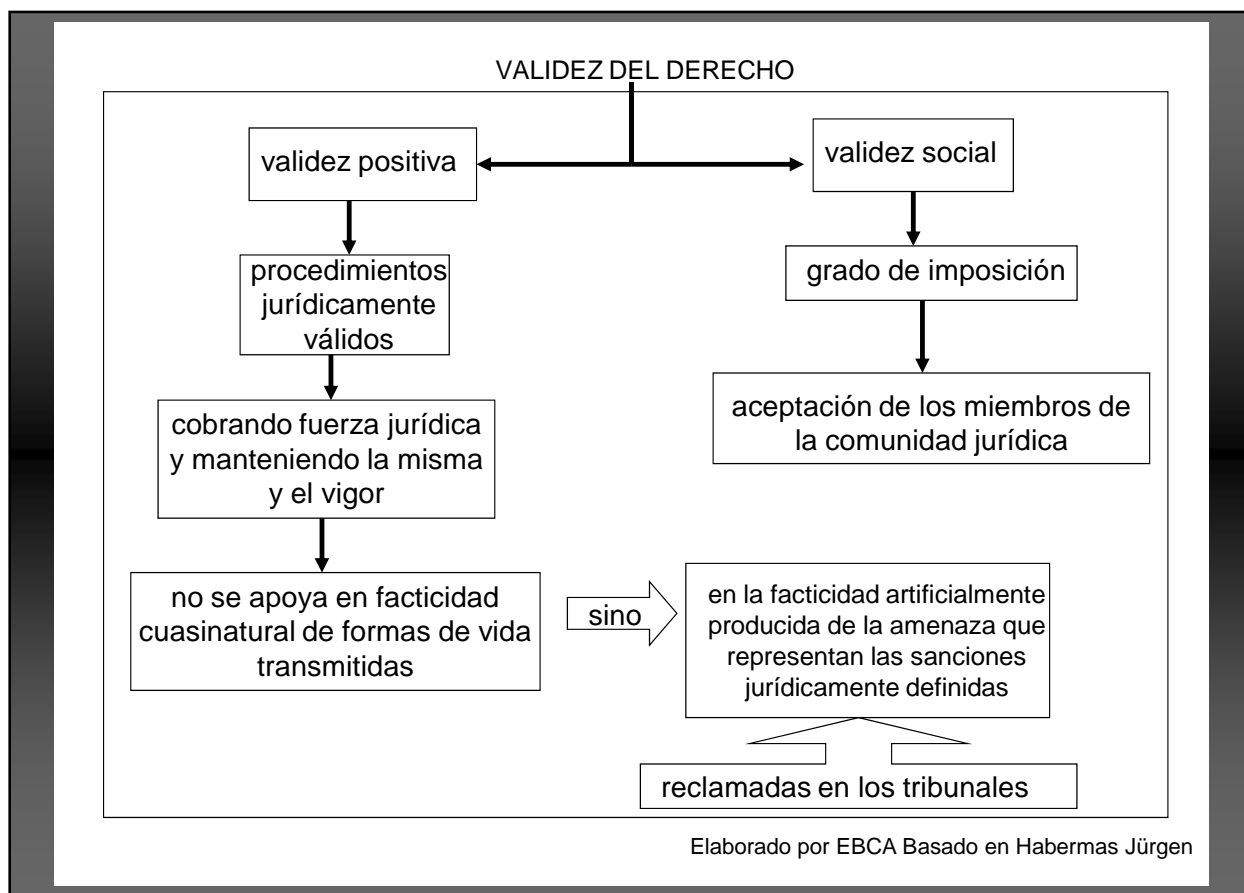 VALIDEZ DEL DERECHO
validez positiva
validez social
procedimientos
jurídicamente
válidos
grado de imposición
cobrando fuerza jurídica
y manteniendo la misma
y el vigor
aceptación de los miembros de
la comunidad jurídica
no se apoya en facticidad
cuasinatural de formas de vida
transmitidas
sino
en la facticidad artificialmente
producida de la amenaza que
representan las sanciones
jurídicamente definidas
reclamadas en los tribunales
Elaborado por EBCA Basado en Habermas Jürgen